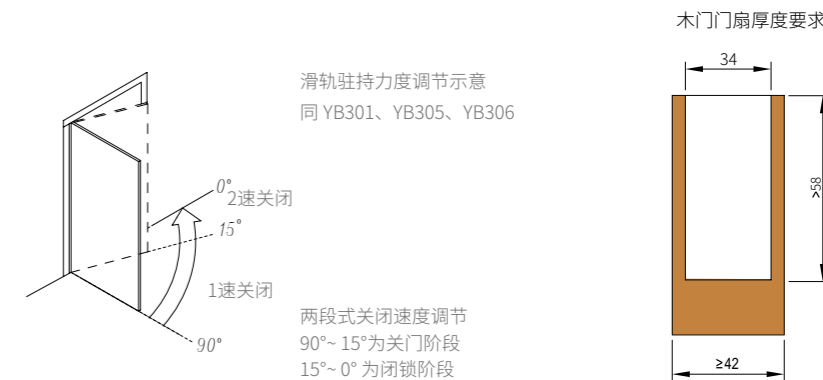 木门门扇厚度要求
34
滑轨驻持力度调节示意
同 YB301、YB305、YB306
>58
0°
2速关闭
15°
1速关闭
两段式关闭速度调节
90°~ 15°为关门阶段
15°~ 0° 为闭锁阶段
90°
≥42